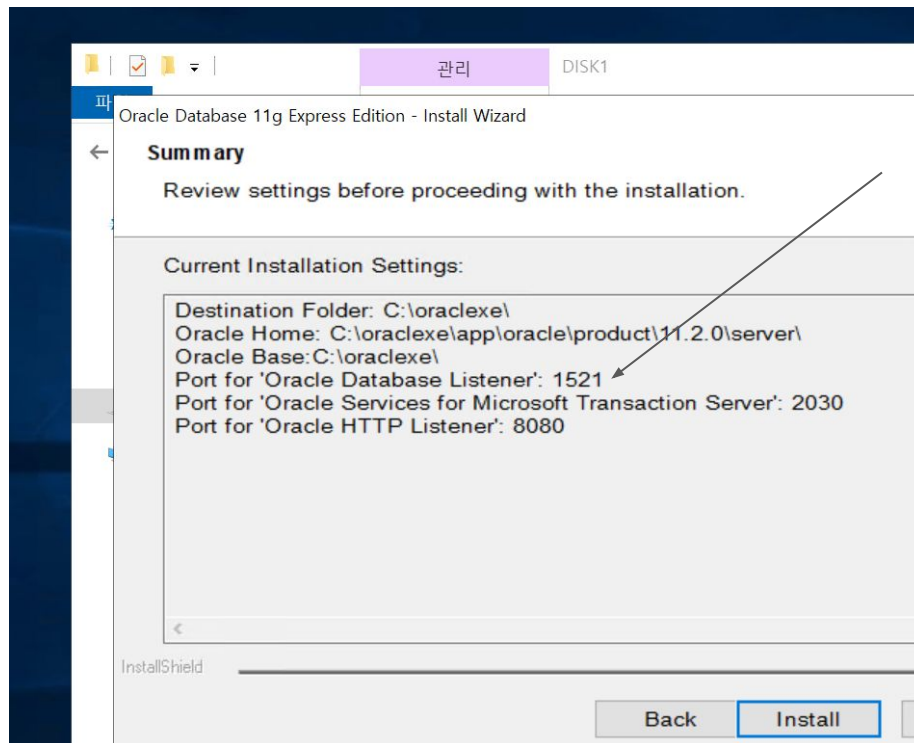 관리 DISK1
파
Oracle Database 11g Express Edition - Install Wizard
Summary
Review settings before proceeding with the installation.
Current Installation Settings:
Destination Folder: C:\oraclexe\
Oracle Home: C:\oraclexe\app\oracle\product\11.2.0\server\
Oracle Base:C:\oraclexe\
Port for 'Oracle Database Listener': 1521
Port for 'Oracle Services for Microsoft Transaction Server': 2030
Port for 'Oracle HTTP Listener': 8080
InstallShield
Back Install